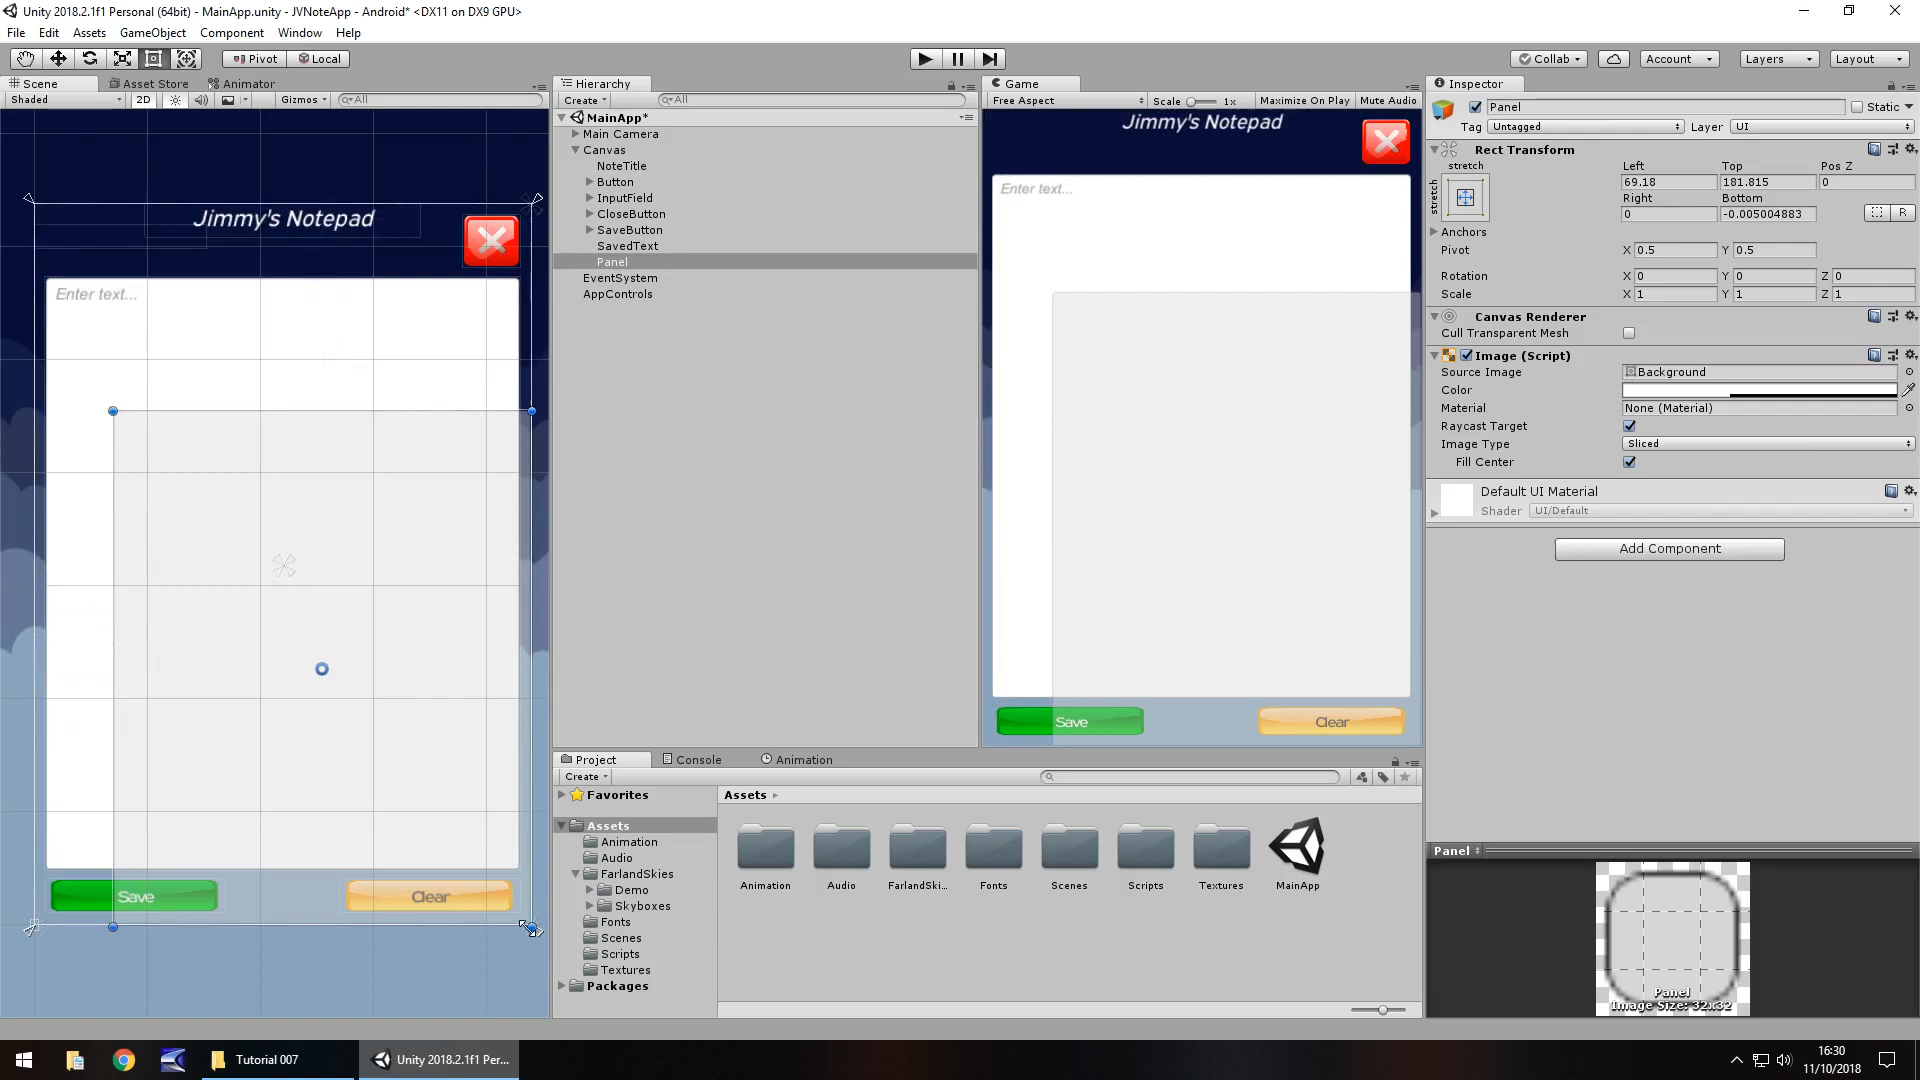 Unity 2018.2.1f1 Personal (64bit) - MainApp.unity - JVNoteApp - Android* <DX11 on DX9 GPU>
File Edit Assets GameObject Component Window Help
Pivot Local Collab Account Layers Layout
Scene Asset Store Animator
Shaded 2D Gizmos All
Jimmy's Notepad
Enter text...
Save Clear
Hierarchy
Create All
MainApp*
Main Camera
Canvas
NoteTitle
Button
InputField
CloseButton
SaveButton
SavedText
Panel
EventSystem
AppControls
Game
Free Aspect Scale 1x Maximize On Play Mute Audio
Jimmy's Notepad
Enter text...
Save Clear
Inspector
Panel Static
Tag Untagged Layer UI
Rect Transform
stretch Left Top Pos Z
stretch 69.18 181.815 0
Right Bottom
0 -0.005004883 R
Anchors
Pivot X 0.5 Y 0.5
Rotation X 0 Y 0 Z 0
Scale X 1 Y 1 Z 1
Canvas Renderer
Cull Transparent Mesh
Image (Script)
Source Image Background
Color
Material None (Material)
Raycast Target
Image Type Sliced
Fill Center
Default UI Material
Shader UI/Default
Add Component
Panel
Panel
Image Size: 32x32
Project Console Animation
Create
Favorites
Assets
Animation
Audio
FarlandSkies
Demo
Skyboxes
Fonts
Scenes
Scripts
Textures
Packages
Assets
Animation Audio FarlandSki... Fonts Scenes Scripts Textures MainApp
Tutorial 007 Unity 2018.2.1f1 Per...
16:30
11/10/2018